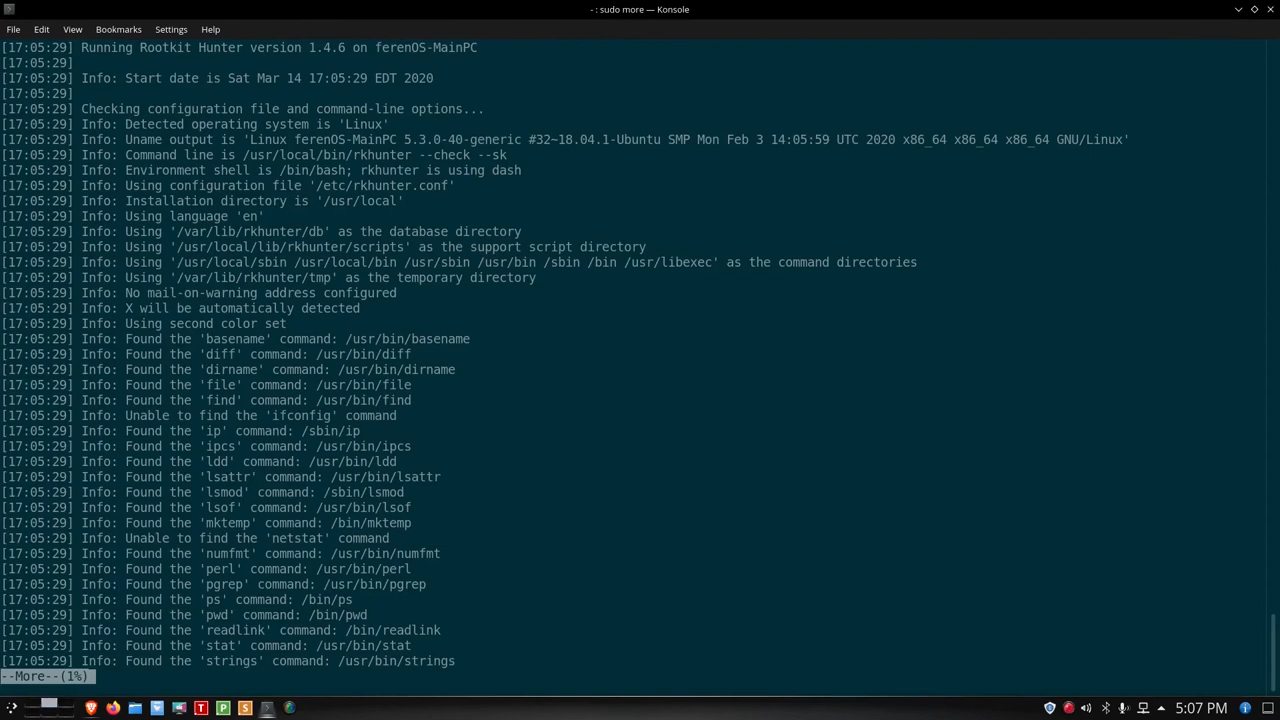 - : sudo more — Konsole
File Edit View Bookmarks Settings Help
[17:05:29] Running Rootkit Hunter version 1.4.6 on ferenOS-MainPC
[17:05:29]
[17:05:29] Info: Start date is Sat Mar 14 17:05:29 EDT 2020
[17:05:29]
[17:05:29] Checking configuration file and command-line options...
[17:05:29] Info: Detected operating system is 'Linux'
[17:05:29] Info: Uname output is 'Linux ferenOS-MainPC 5.3.0-40-generic #32~18.04.1-Ubuntu SMP Mon Feb 3 14:05:59 UTC 2020 x86_64 x86_64 x86_64 GNU/Linux'
[17:05:29] Info: Command line is /usr/local/bin/rkhunter --check --sk
[17:05:29] Info: Environment shell is /bin/bash; rkhunter is using dash
[17:05:29] Info: Using configuration file '/etc/rkhunter.conf'
[17:05:29] Info: Installation directory is '/usr/local'
[17:05:29] Info: Using language 'en'
[17:05:29] Info: Using '/var/lib/rkhunter/db' as the database directory
[17:05:29] Info: Using '/usr/local/lib/rkhunter/scripts' as the support script directory
[17:05:29] Info: Using '/usr/local/sbin /usr/local/bin /usr/sbin /usr/bin /sbin /bin /usr/libexec' as the command directories
[17:05:29] Info: Using '/var/lib/rkhunter/tmp' as the temporary directory
[17:05:29] Info: No mail-on-warning address configured
[17:05:29] Info: X will be automatically detected
[17:05:29] Info: Using second color set
[17:05:29] Info: Found the 'basename' command: /usr/bin/basename
[17:05:29] Info: Found the 'diff' command: /usr/bin/diff
[17:05:29] Info: Found the 'dirname' command: /usr/bin/dirname
[17:05:29] Info: Found the 'file' command: /usr/bin/file
[17:05:29] Info: Found the 'find' command: /usr/bin/find
[17:05:29] Info: Unable to find the 'ifconfig' command
[17:05:29] Info: Found the 'ip' command: /sbin/ip
[17:05:29] Info: Found the 'ipcs' command: /usr/bin/ipcs
[17:05:29] Info: Found the 'ldd' command: /usr/bin/ldd
[17:05:29] Info: Found the 'lsattr' command: /usr/bin/lsattr
[17:05:29] Info: Found the 'lsmod' command: /sbin/lsmod
[17:05:29] Info: Found the 'lsof' command: /usr/bin/lsof
[17:05:29] Info: Found the 'mktemp' command: /bin/mktemp
[17:05:29] Info: Unable to find the 'netstat' command
[17:05:29] Info: Found the 'numfmt' command: /usr/bin/numfmt
[17:05:29] Info: Found the 'perl' command: /usr/bin/perl
[17:05:29] Info: Found the 'pgrep' command: /usr/bin/pgrep
[17:05:29] Info: Found the 'ps' command: /bin/ps
[17:05:29] Info: Found the 'pwd' command: /bin/pwd
[17:05:29] Info: Found the 'readlink' command: /bin/readlink
[17:05:29] Info: Found the 'stat' command: /usr/bin/stat
[17:05:29] Info: Found the 'strings' command: /usr/bin/strings
--More--(1%)
T P S 5:07 PM